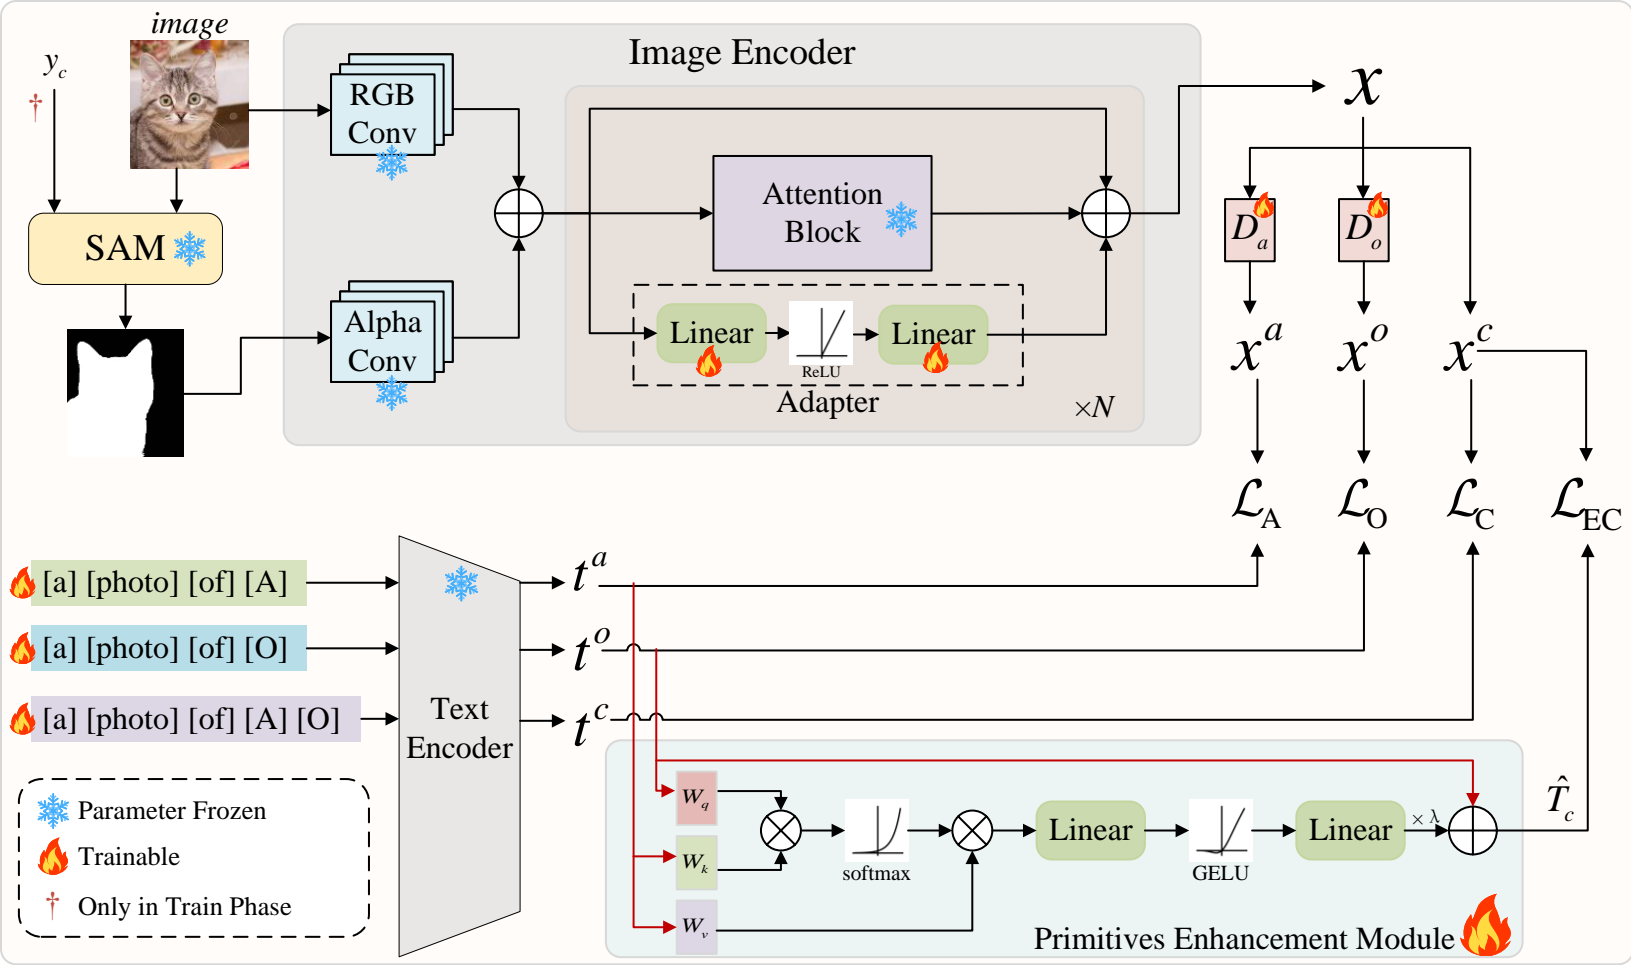 image
y_c
†
RGB
Conv
SAM
Alpha
Conv
Image Encoder
Attention
Block
Linear
ReLU
Linear
Adapter
×N
x
D_a
D_o
x^a
x^o
x^c
ℒ_A
ℒ_O
ℒ_C
ℒ_EC
[a] [photo] [of] [A]
[a] [photo] [of] [O]
[a] [photo] [of] [A] [O]
Text
Encoder
t^a
t^o
t^c
Parameter Frozen
Trainable
† Only in Train Phase
W_q
W_k
W_v
softmax
Linear
GELU
Linear
× λ
T̂_c
Primitives Enhancement Module